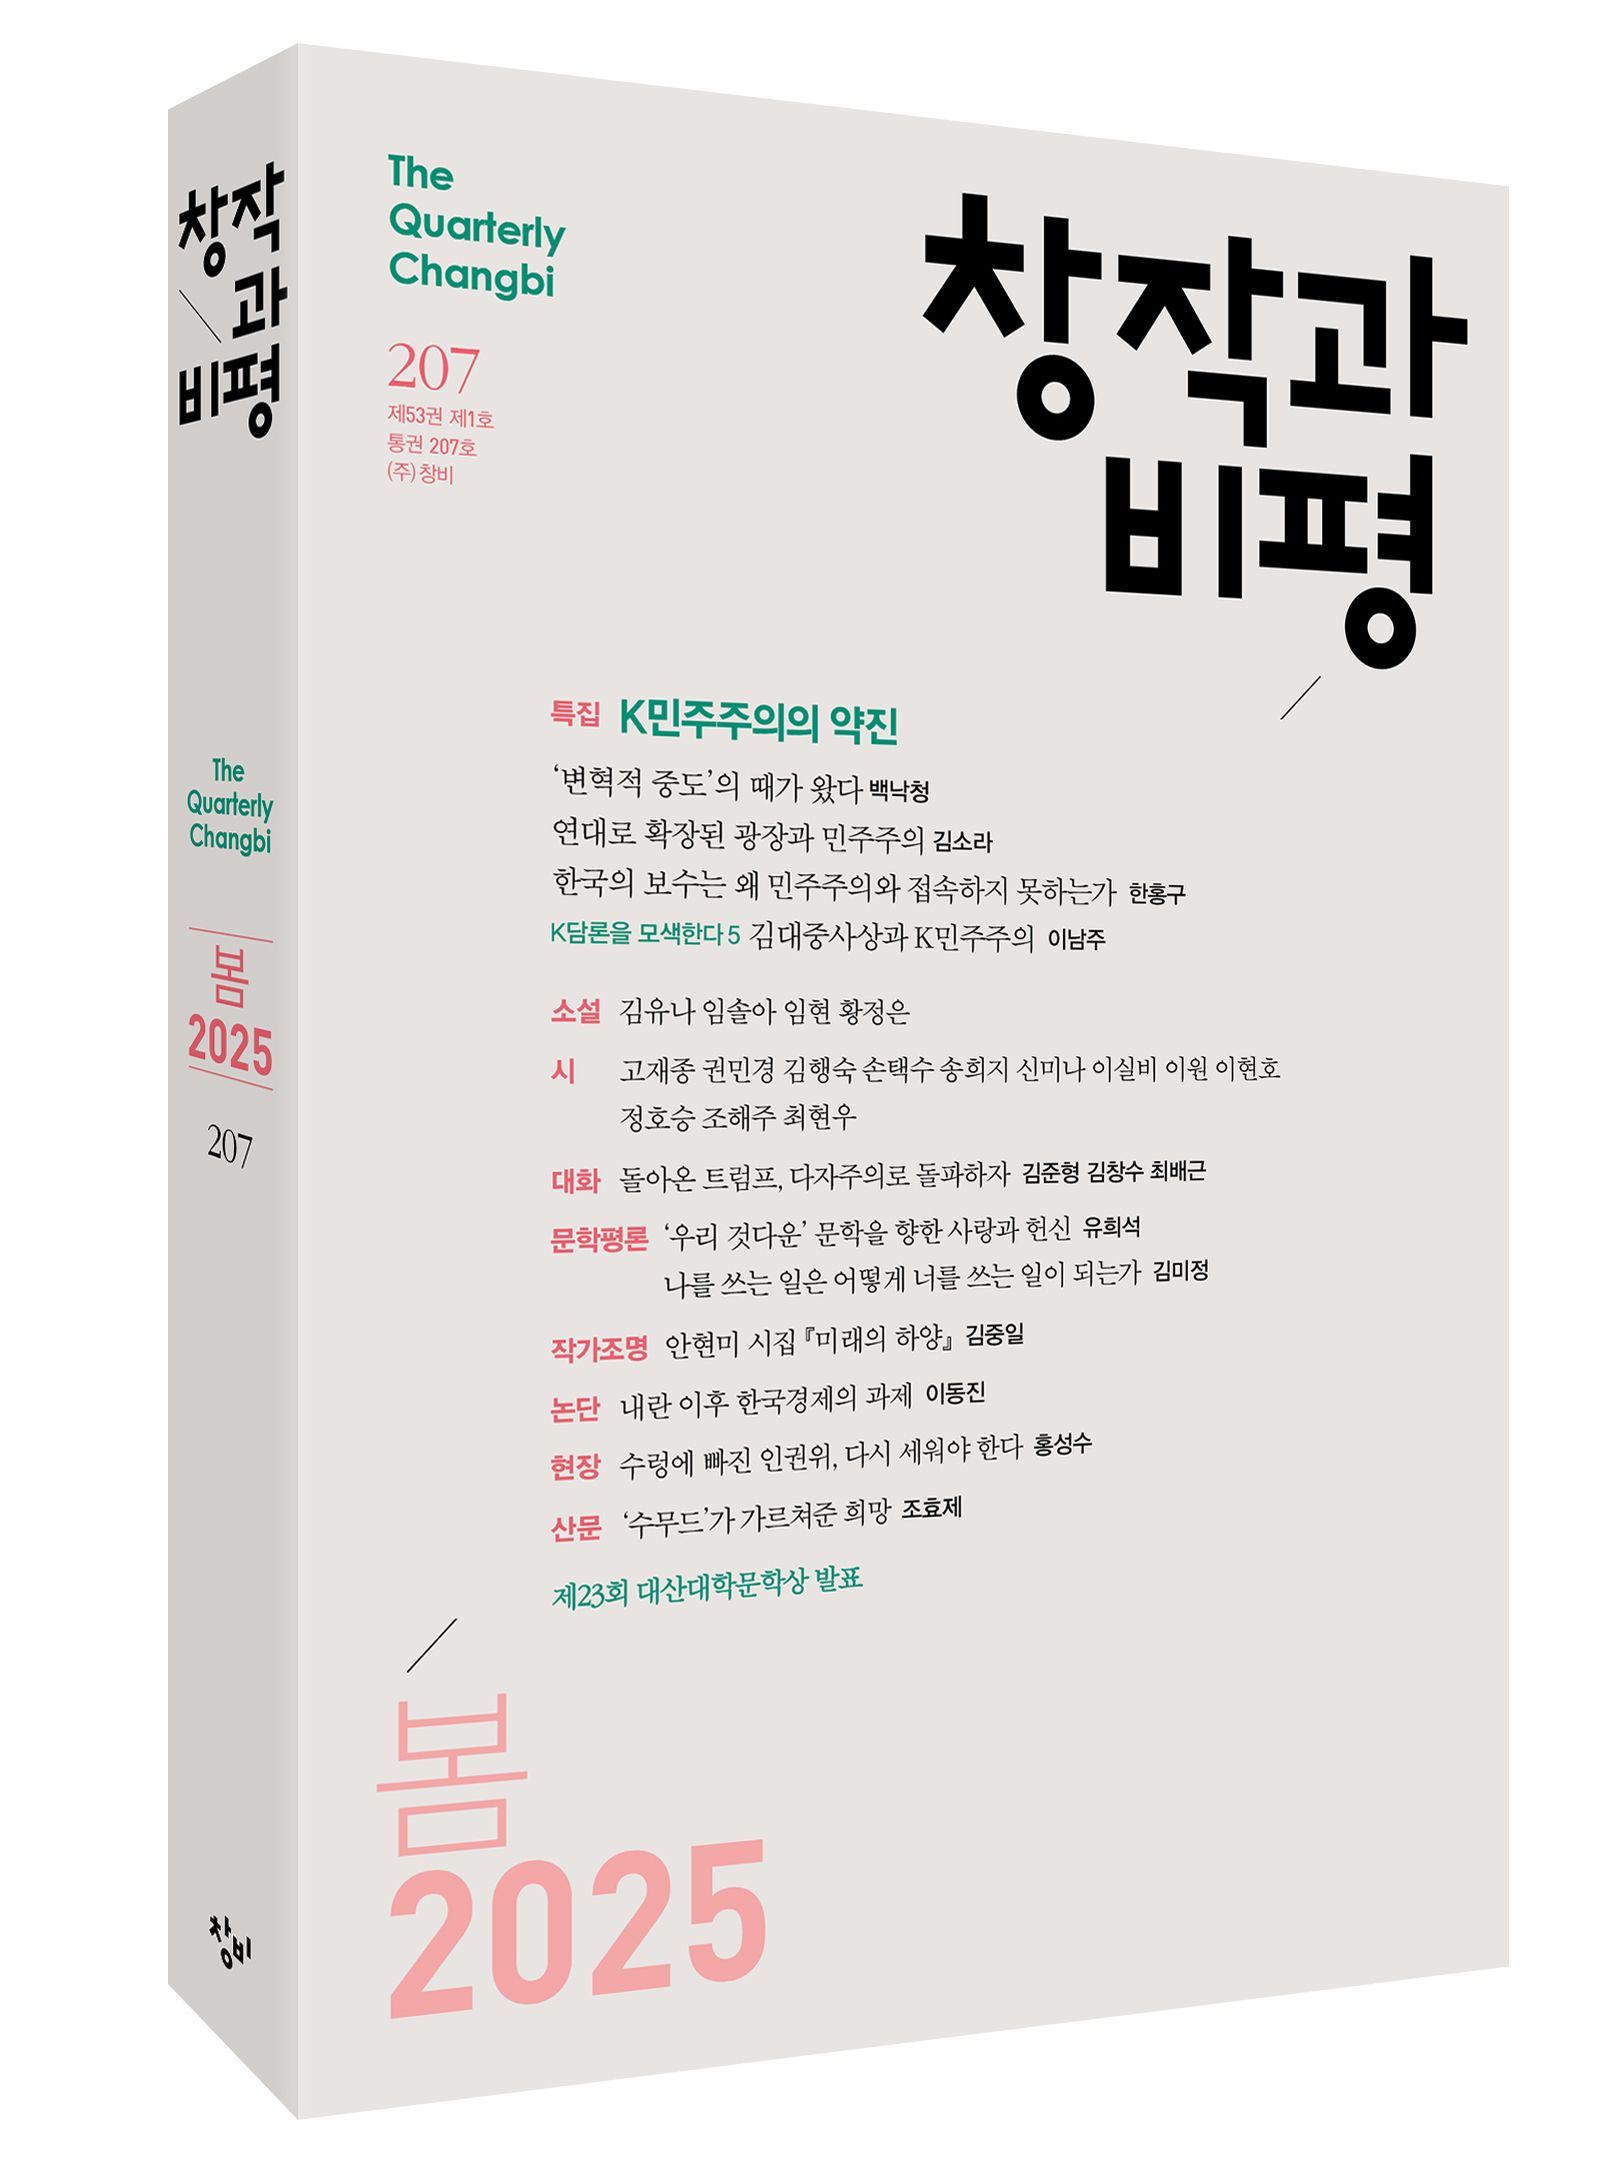 창작
과
비평
The
Quarterly
Changbi
봄
2025
207
창비
The
Quarterly
Changbi
207
제53권 제1호
통권 207호
(주)창비
창작과
비평
특집 K민주주의의 약진
‘변혁적 중도’의 때가 왔다 백낙청
연대로 확장된 광장과 민주주의 김소라
한국의 보수는 왜 민주주의와 접속하지 못하는가 한홍구
K담론을 모색한다 5 김대중사상과 K민주주의 이남주
소설 김유나 임솔아 임현 황정은
시 고재종 권민경 김행숙 손택수 송희지 신미나 이실비 이원 이현호
정호승 조해주 최현우
대화 돌아온 트럼프, 다자주의로 돌파하자 김준형 김창수 최배근
문학평론 ‘우리 것다운’ 문학을 향한 사랑과 헌신 유희석
나를 쓰는 일은 어떻게 너를 쓰는 일이 되는가 김미정
작가조명 안현미 시집 『미래의 하양』 김중일
논단 내란 이후 한국경제의 과제 이동진
현장 수렁에 빠진 인권위, 다시 세워야 한다 홍성수
산문 ‘수무드’가 가르쳐준 희망 조효제
제23회 대산대학문학상 발표
봄
2025